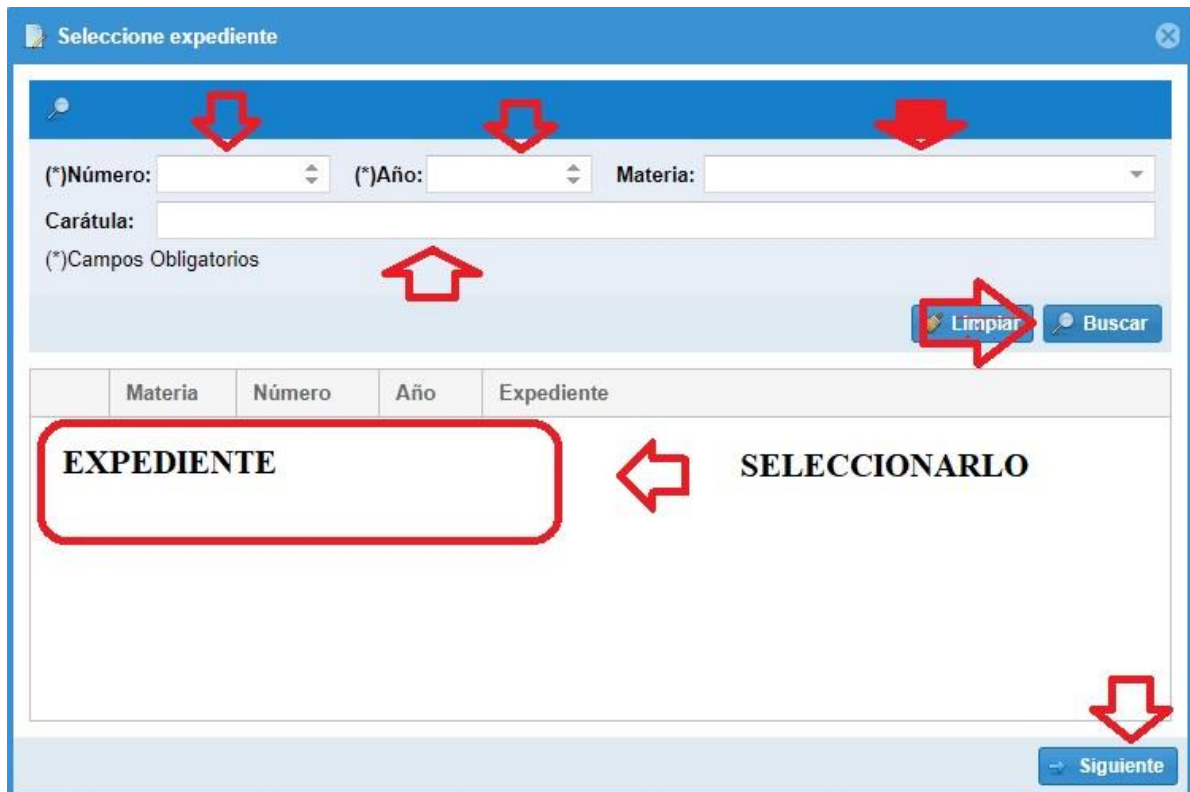 Seleccione expediente
(*)Número: (*)Año: Materia:
Carátula:
(*)Campos Obligatorios
Limpiar Buscar
Materia Número Año Expediente
EXPEDIENTE SELECCIONARLO
Siguiente